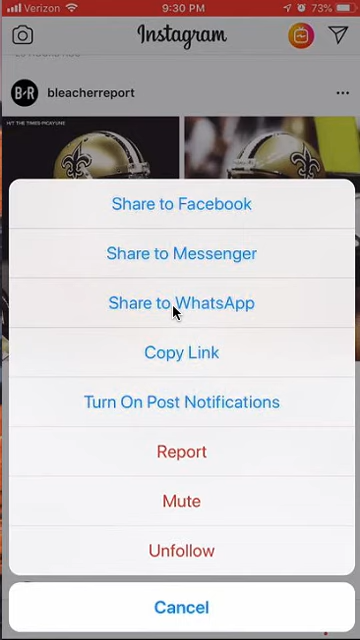 Verizon 9:30 PM 73%
Instagram
B R bleacherreport
HIT THE TIMES-PICAYUNE
Share to Facebook
Share to Messenger
Share to WhatsApp
Copy Link
Turn On Post Notifications
Report
Mute
Unfollow
Cancel